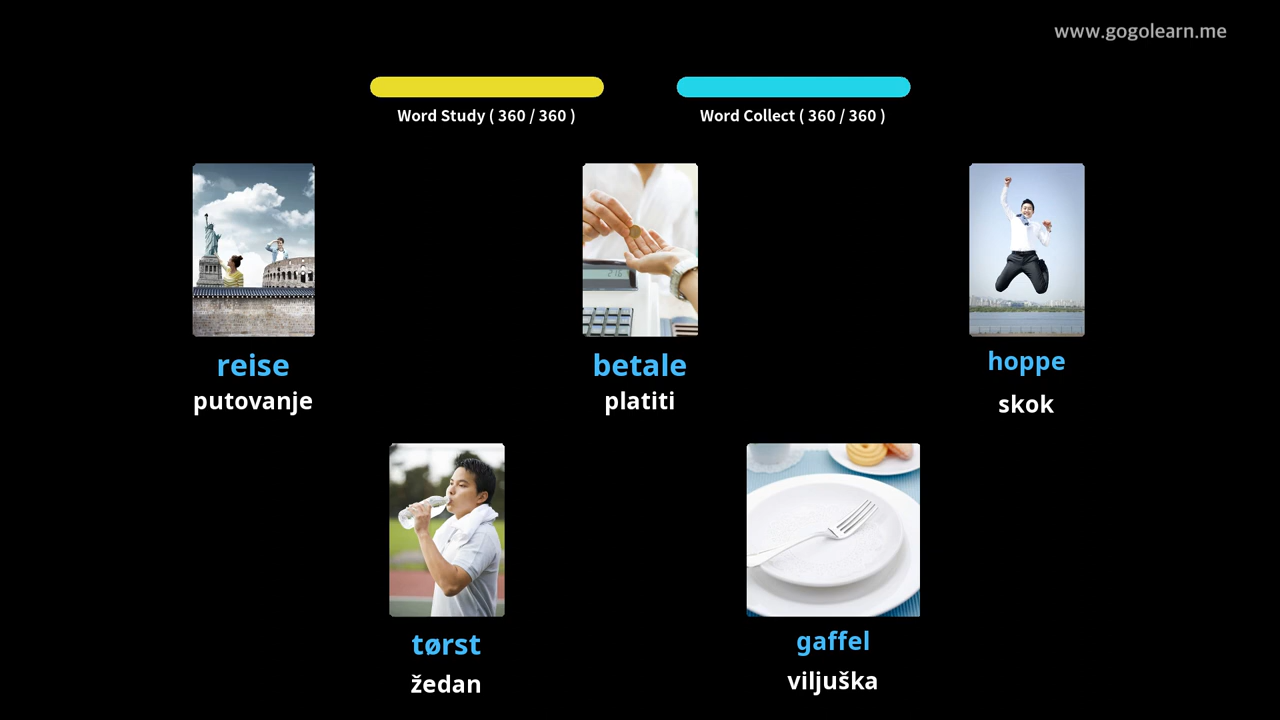 www.gogolearn.me
Word Study ( 360 / 360 )
Word Collect ( 360 / 360 )
reise
putovanje
betale
platiti
hoppe
skok
tørst
žedan
gaffel
viljuška